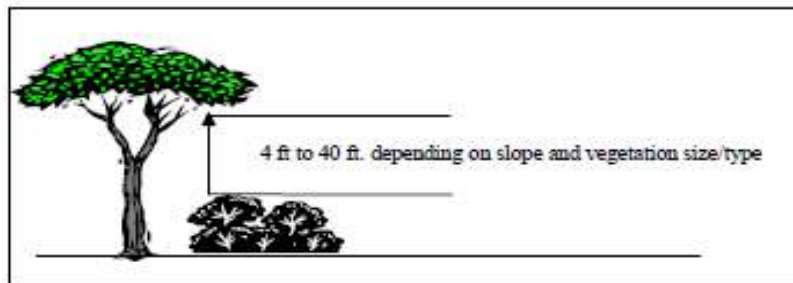 4 ft to 40 ft. depending on slope and vegetation size/type